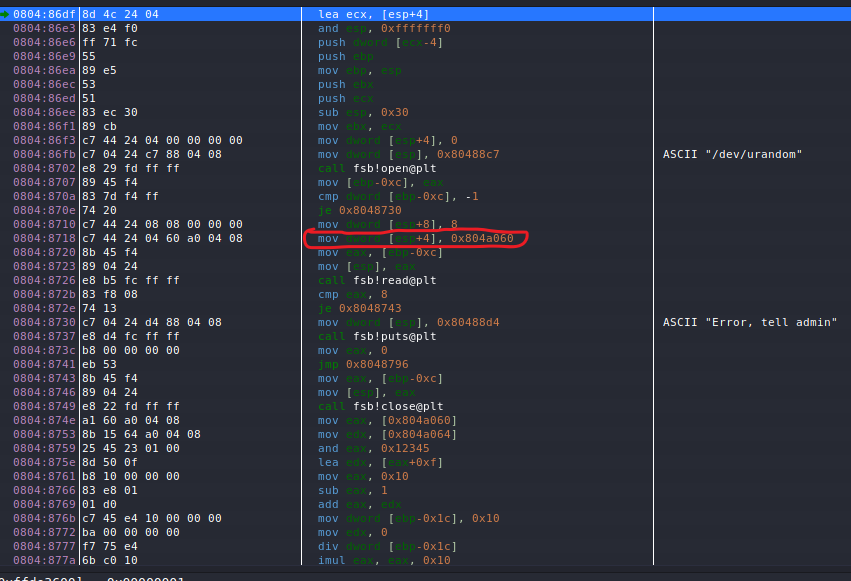 0804:86df 8d 4c 24 04 lea ecx, [esp+4]
0804:86e3 83 e4 f0 and esp, 0xfffffff0
0804:86e6 ff 71 fc push dword [ecx-4]
0804:86e9 55 push ebp
0804:86ea 89 e5 mov ebp, esp
0804:86ec 53 push ebx
0804:86ed 51 push ecx
0804:86ee 83 ec 30 sub esp, 0x30
0804:86f1 89 cb mov ebx, ecx
0804:86f3 c7 44 24 04 00 00 00 00 mov dword [esp+4], 0
0804:86fb c7 04 24 c7 88 04 08 mov dword [esp], 0x80488c7 ASCII "/dev/urandom"
0804:8702 e8 29 fd ff ff call fsb!open@plt
0804:8707 89 45 f4 mov [ebp-0xc], eax
0804:870a 83 7d f4 ff cmp dword [ebp-0xc], -1
0804:870e 74 20 je 0x8048730
0804:8710 c7 44 24 08 08 00 00 00 mov dword [esp+8], 8
0804:8718 c7 44 24 04 60 a0 04 08 mov dword [esp+4], 0x804a060
0804:8720 8b 45 f4 mov eax, [ebp-0xc]
0804:8723 89 04 24 mov [esp], eax
0804:8726 e8 b5 fc ff ff call fsb!read@plt
0804:872b 83 f8 08 cmp eax, 8
0804:872e 74 13 je 0x8048743
0804:8730 c7 04 24 d4 88 04 08 mov dword [esp], 0x80488d4 ASCII "Error, tell admin"
0804:8737 e8 d4 fc ff ff call fsb!puts@plt
0804:873c b8 00 00 00 00 mov eax, 0
0804:8741 eb 53 jmp 0x8048796
0804:8743 8b 45 f4 mov eax, [ebp-0xc]
0804:8746 89 04 24 mov [esp], eax
0804:8749 e8 22 fd ff ff call fsb!close@plt
0804:874e a1 60 a0 04 08 mov eax, [0x804a060]
0804:8753 8b 15 64 a0 04 08 mov edx, [0x804a064]
0804:8759 25 45 23 01 00 and eax, 0x12345
0804:875e 8d 50 0f lea edx, [eax+0xf]
0804:8761 b8 10 00 00 00 mov eax, 0x10
0804:8766 83 e8 01 sub eax, 1
0804:8769 01 d0 add eax, edx
0804:876b c7 45 e4 10 00 00 00 mov dword [ebp-0x1c], 0x10
0804:8772 ba 00 00 00 00 mov edx, 0
0804:8777 f7 75 e4 div dword [ebp-0x1c]
0804:877a 6b c0 10 imul eax, eax, 0x10